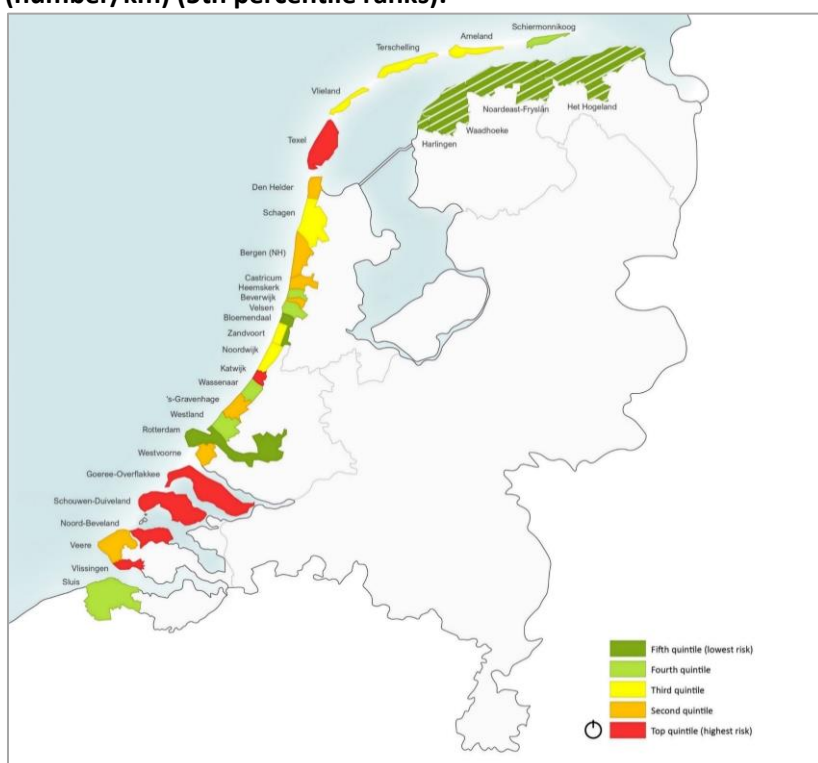 (number/km) (5th percentile ranks).
Schiermonnikoog
Ameland
Terschelling
Vlieland
Noardeast-Fryslân
Het Hogeland
Waadhoeke
Harlingen
Texel
Den Helder
Schagen
Bergen (NH)
Castricum
Heemskerk
Beverwijk
Velsen
Bloemendaal
Zandvoort
Noordwijk
Katwijk
Wassenaar
's-Gravenhage
Westland
Rotterdam
Westvoorne
Goeree-Overflakkee
Schouwen-Duiveland
Noord-Beveland
Veere
Vlissingen
Sluis
Fifth quintile (lowest risk)
Fourth quintile
Third quintile
Second quintile
Top quintile (highest risk)